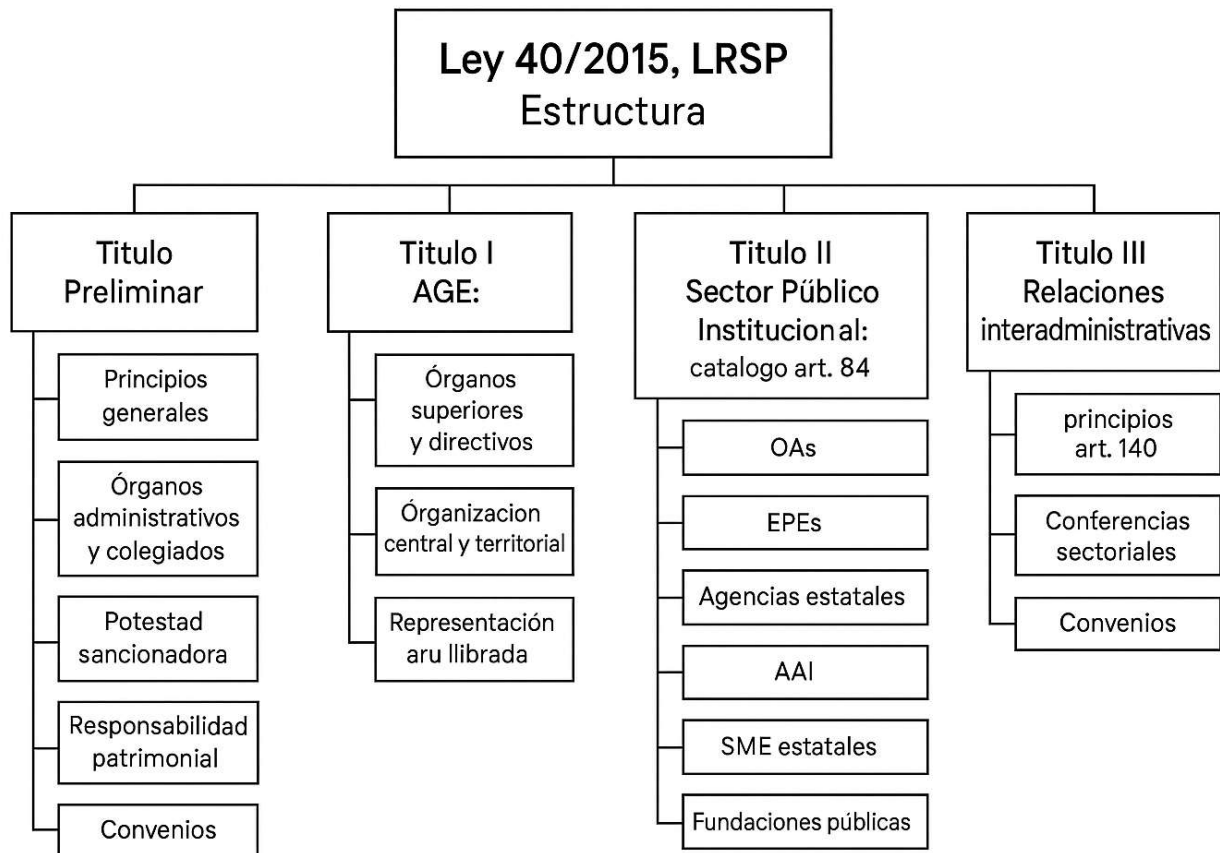 Ley 40/2015, LRSP
Estructura
Titulo
Preliminar
Principios
generales
Órganos
administrativos
y colegiados
Potestad
sancionadora
Responsabilidad
patrimonial
Convenios
Titulo I
AGE:
Órganos
superiores
y directivos
Órganizacion
central y territorial
Representación
aru llibrada
Titulo II
Sector Público
Institucional:
catalogo art. 84
OAs
EPEs
Agencias estatales
AAI
SME estatales
Fundaciones públicas
Titulo III
Relaciones
interadministrativas
principios
art. 140
Conferencias
sectoriales
Convenios